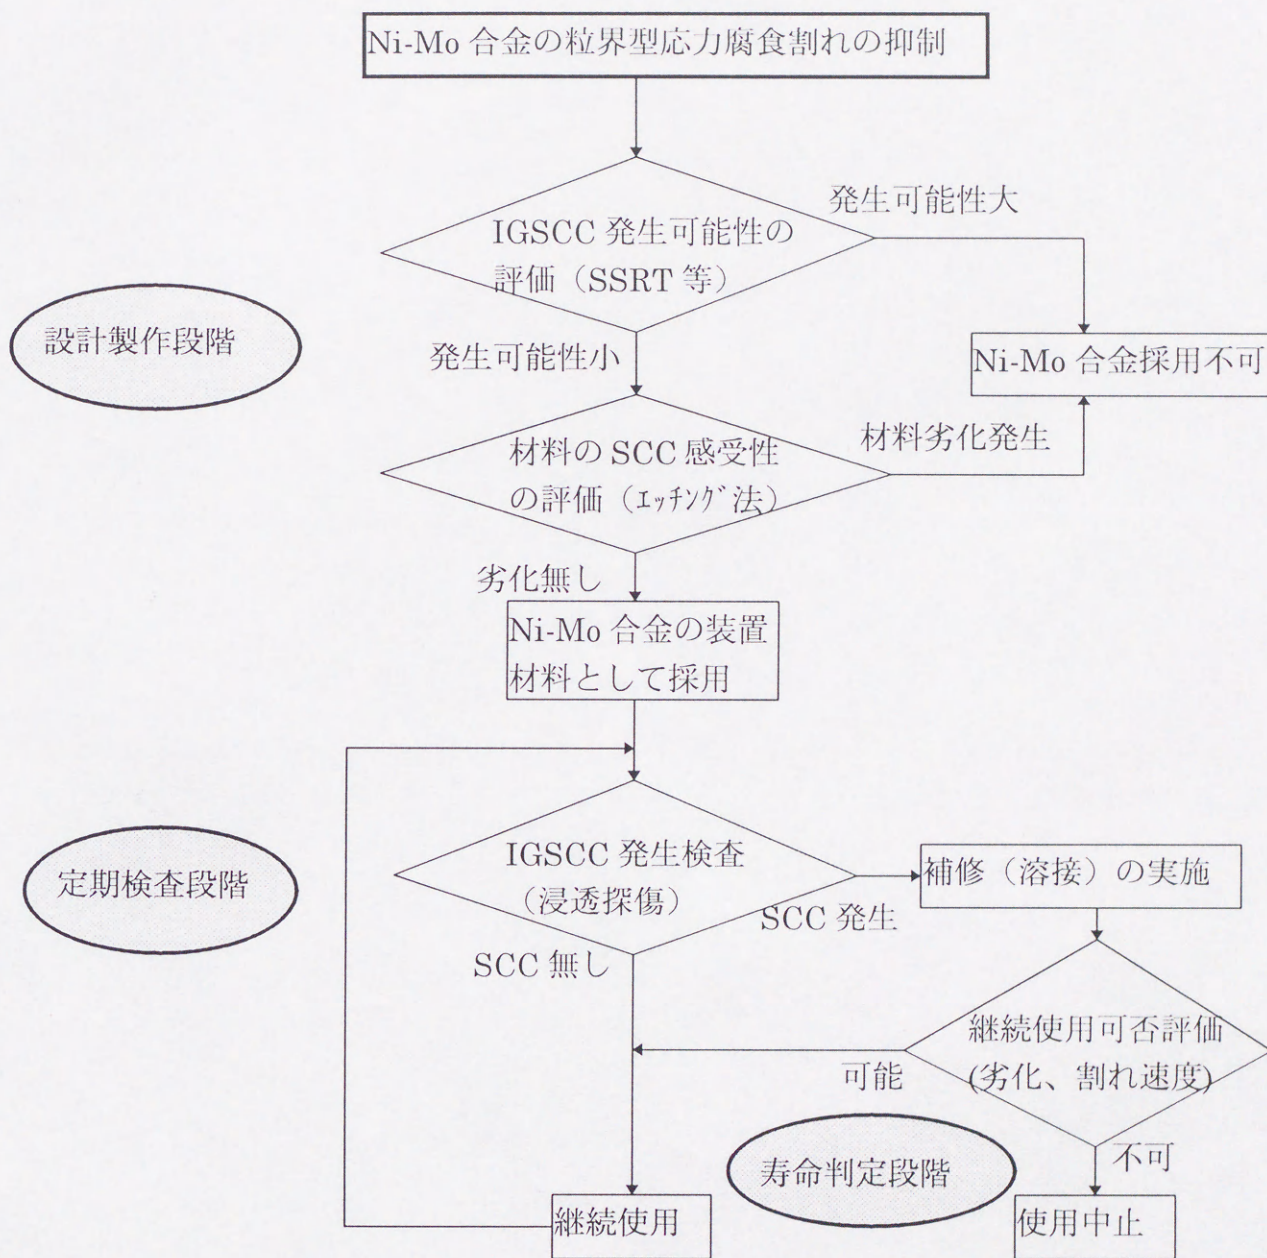 Ni-Mo 合金の粒界型応力腐食割れの抑制
発生可能性大
IGSCC 発生可能性の
評価（SSRT 等）
設計製作段階
発生可能性小
Ni-Mo 合金採用不可
材料劣化発生
材料の SCC 感受性
の評価（ｴｯﾁﾝｸﾞ法）
劣化無し
Ni-Mo 合金の装置
材料として採用
定期検査段階
IGSCC 発生検査
（浸透探傷）
補修（溶接）の実施
SCC 発生
SCC 無し
継続使用可否評価
(劣化、割れ速度)
可能
寿命判定段階
不可
継続使用
使用中止